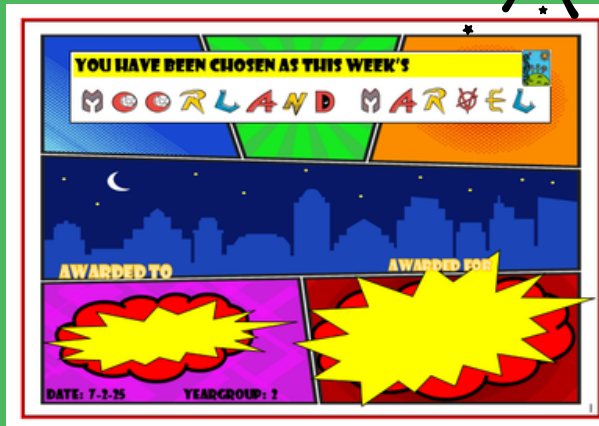 YOU HAVE BEEN CHOSEN AS THIS WEEK'S
MOORLAND MARVEL
AWARDED TO
AWARDED FOR
DATE: 7-2-25 YEARGROUP: 2